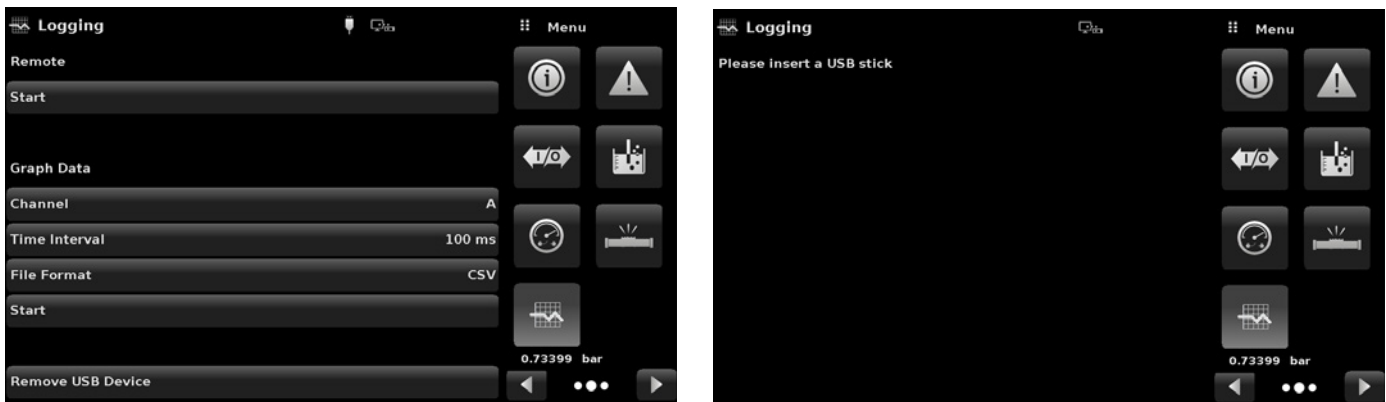 Logging
Menu
Remote
Start
Graph Data
Channel A
Time Interval 100 ms
File Format CSV
Start
Remove USB Device
I/O
0.73399 bar
Logging
Menu
Please insert a USB stick
I/O
0.73399 bar